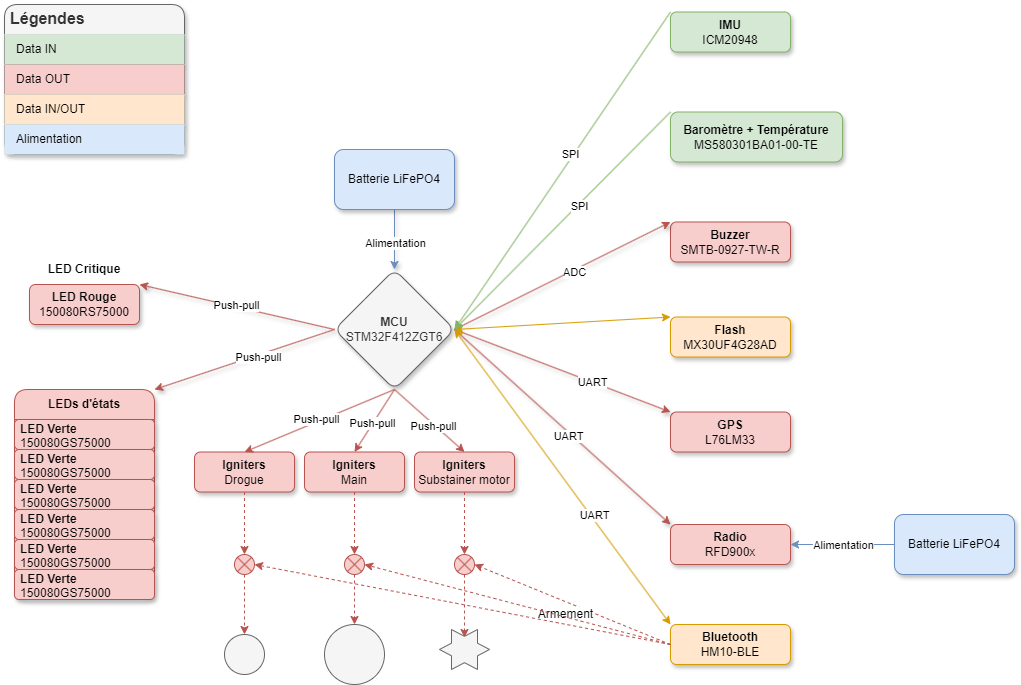 Légendes
Data IN
Data OUT
Data IN/OUT
Alimentation
IMU
ICM20948
Baromètre + Température
MS580301BA01-00-TE
SPI
SPI
Batterie LiFePO4
Alimentation
Buzzer
SMTB-0927-TW-R
ADC
LED Critique
LED Rouge
150080RS75000
Push-pull
MCU
STM32F412ZGT6
Flash
MX30UF4G28AD
Push-pull
UART
LEDs d'états
LED Verte
150080GS75000
LED Verte
150080GS75000
LED Verte
150080GS75000
LED Verte
150080GS75000
LED Verte
150080GS75000
LED Verte
150080GS75000
Push-pull
Push-pull
Push-pull
GPS
L76LM33
UART
Igniters
Drogue
Igniters
Main
Igniters
Substainer motor
UART
Radio
RFD900x
Alimentation
Batterie LiFePO4
Armement
Bluetooth
HM10-BLE